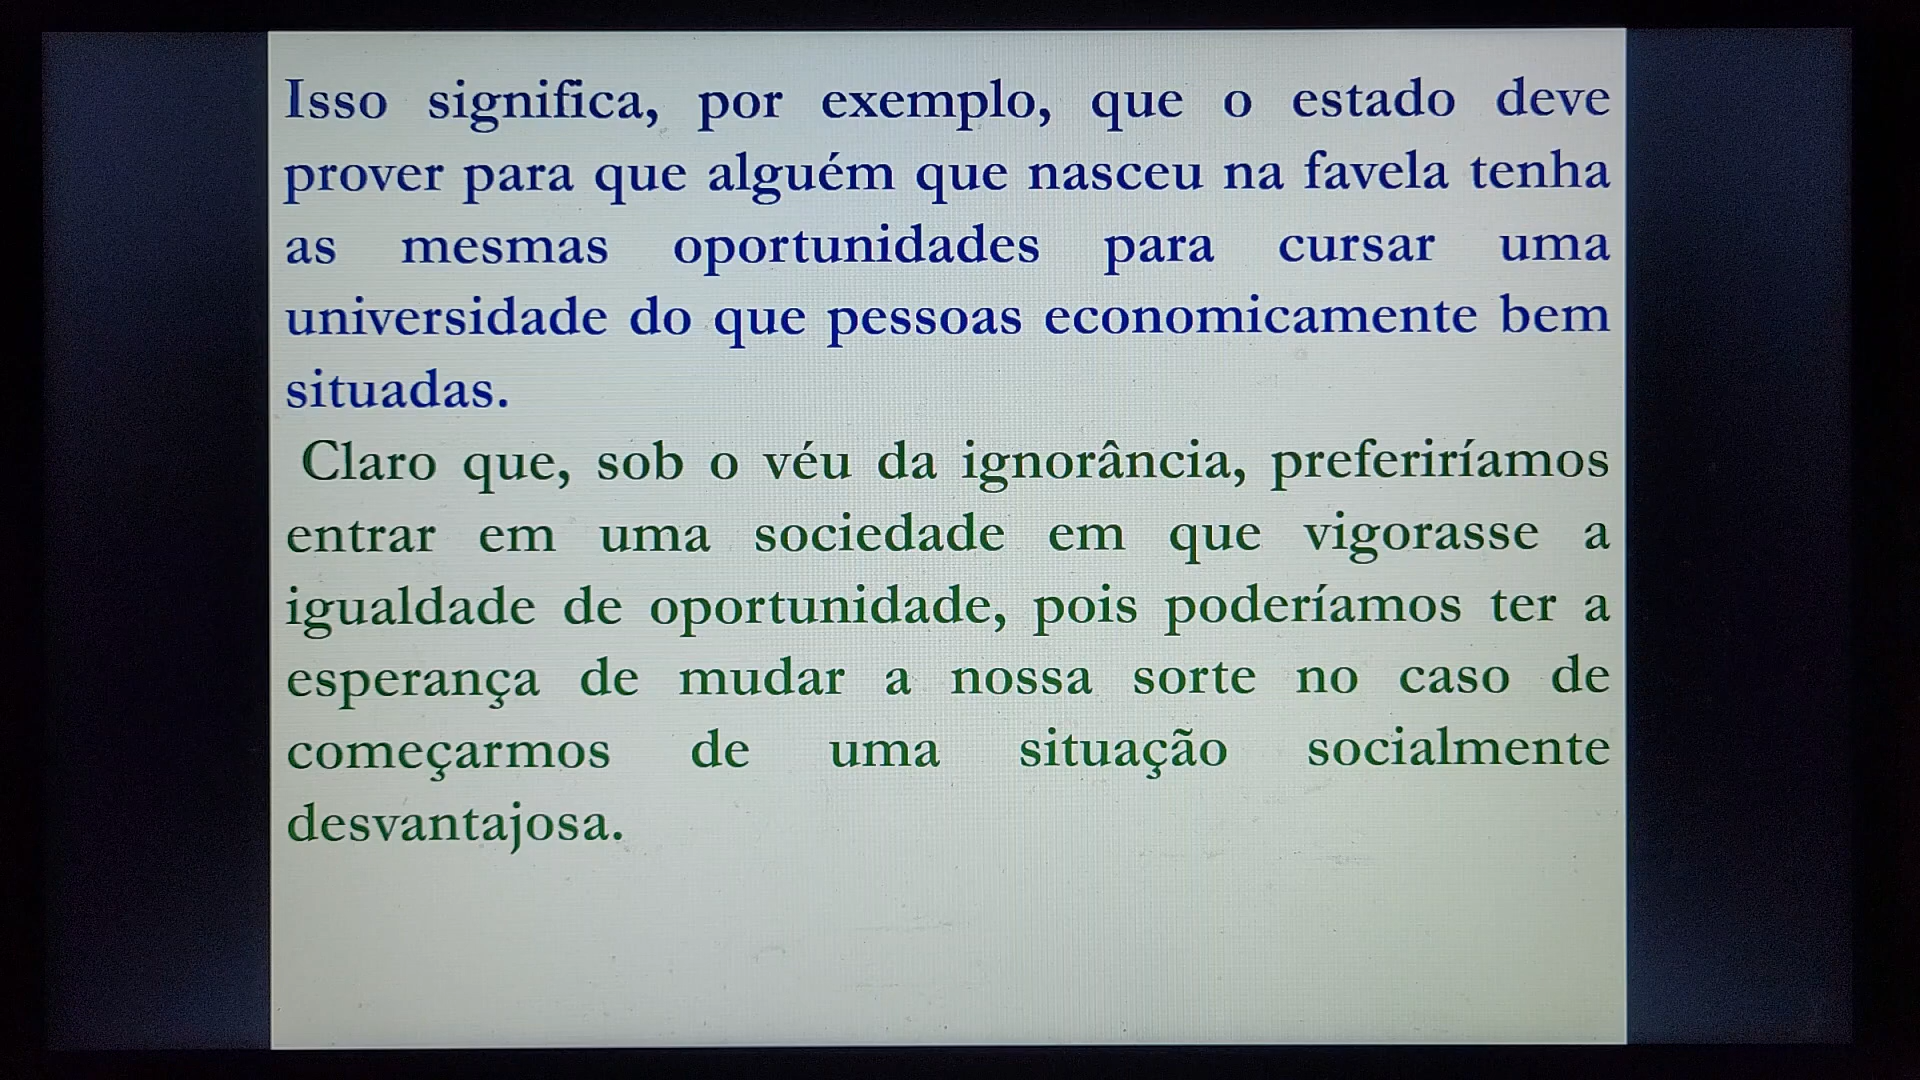 Isso significa, por exemplo, que o estado deve
prover para que alguém que nasceu na favela tenha
as mesmas oportunidades para cursar uma
universidade do que pessoas economicamente bem
situadas.
Claro que, sob o véu da ignorância, preferiríamos
entrar em uma sociedade em que vigorasse a
igualdade de oportunidade, pois poderíamos ter a
esperança de mudar a nossa sorte no caso de
começarmos de uma situação socialmente
desvantajosa.